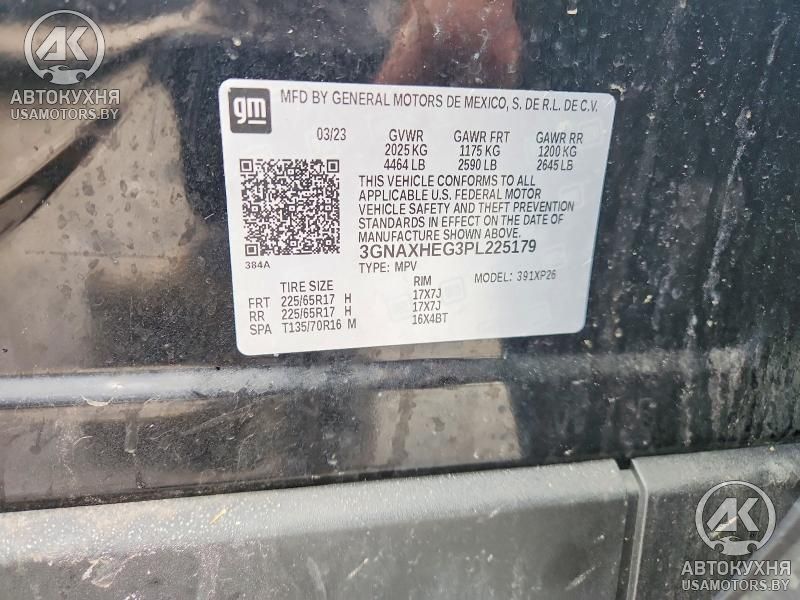 AK
АВТОКУХНЯ
USAMOTORS.BY
gm
MFD BY GENERAL MOTORS DE MEXICO, S. DE R.L. DE C.V.
03/23 GVWR GAWR FRT GAWR RR
2025 KG 1175 KG 1200 KG
4464 LB 2590 LB 2645 LB
THIS VEHICLE CONFORMS TO ALL
APPLICABLE U.S. FEDERAL MOTOR
VEHICLE SAFETY AND THEFT PREVENTION
STANDARDS IN EFFECT ON THE DATE OF
MANUFACTURE SHOWN ABOVE.
384A
3GNAXHEG3PL225179
TYPE: MPV MODEL: 391XP26
TIRE SIZE RIM
FRT 225/65R17 H 17X7J
RR 225/65R17 H 17X7J
SPA T135/70R16 M 16X4BT
AK
АВТОКУХНЯ
USAMOTORS.BY